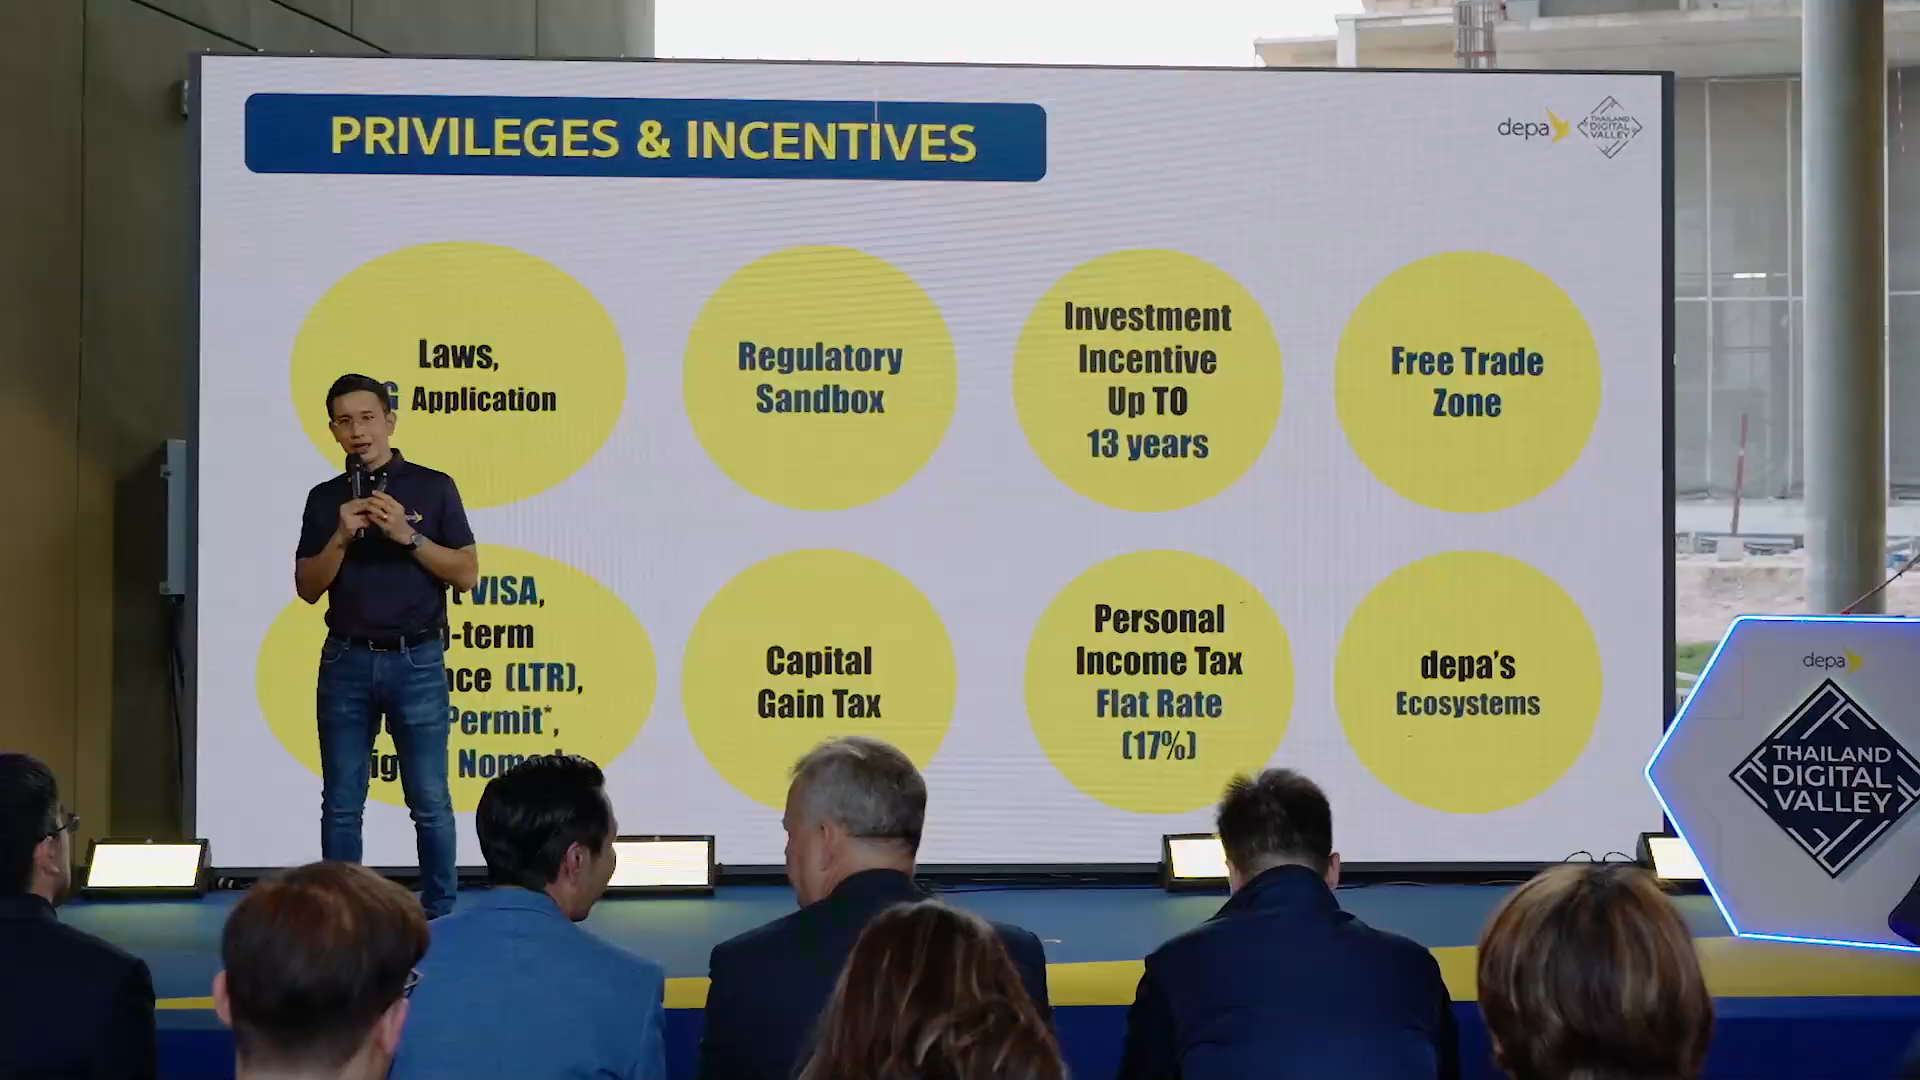 PRIVILEGES & INCENTIVES
depa
THAILAND
DIGITAL
VALLEY
Laws,
Application
Regulatory
Sandbox
Investment
Incentive
Up TO
13 years
Free Trade
Zone
VISA,
-term
(LTR),
Permit*,
Capital
Gain Tax
Personal
Income Tax
Flat Rate
(17%)
depa's
Ecosystems
depa
THAILAND
DIGITAL
VALLEY